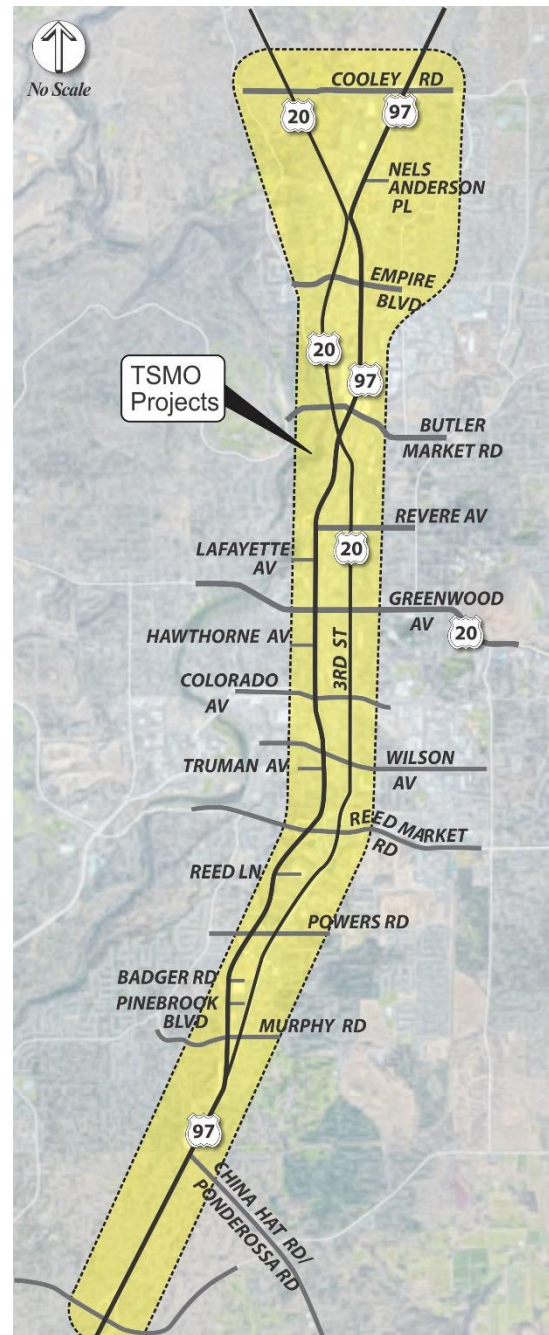 No Scale
COOLEY RD
20
97
NELS
ANDERSON
PL
EMPIRE
BLVD
20
97
TSMO
Projects
BUTLER
MARKET RD
REVERE AV
20
LAFAYETTE
AV
GREENWOOD
AV
20
HAWTHORNE AV
3RD ST
COLORADO
AV
WILSON
AV
TRUMAN AV
REED MARKET
RD
REED LN
POWERS RD
BADGER RD
PINEBROOK
BLVD
MURPHY RD
97
CHINA HAT RD/
PONDEROSSA RD